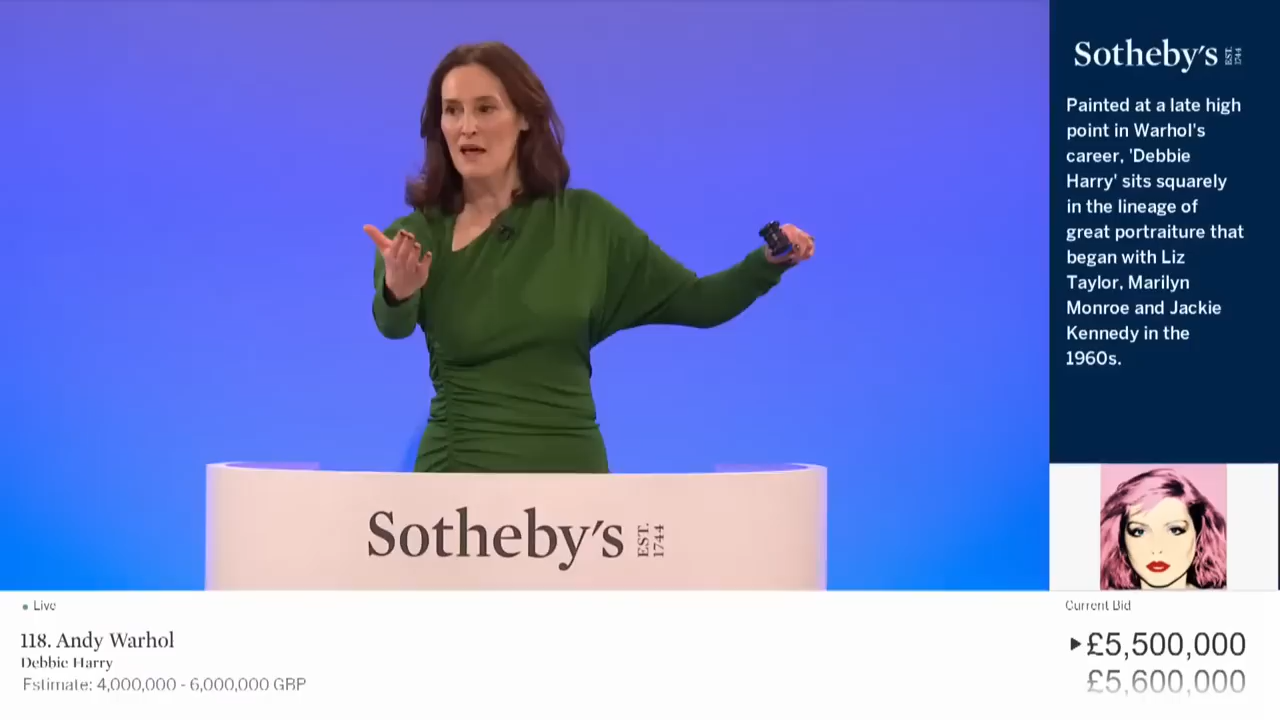 Sotheby's EST. 1744
Painted at a late high
point in Warhol's
career, 'Debbie
Harry' sits squarely
in the lineage of
great portraiture that
began with Liz
Taylor, Marilyn
Monroe and Jackie
Kennedy in the
1960s.
Sotheby's EST. 1744
Live
118. Andy Warhol
Debbie Harry
Estimate: 4,000,000 - 6,000,000 GBP
Current Bid
£5,500,000
£5,600,000